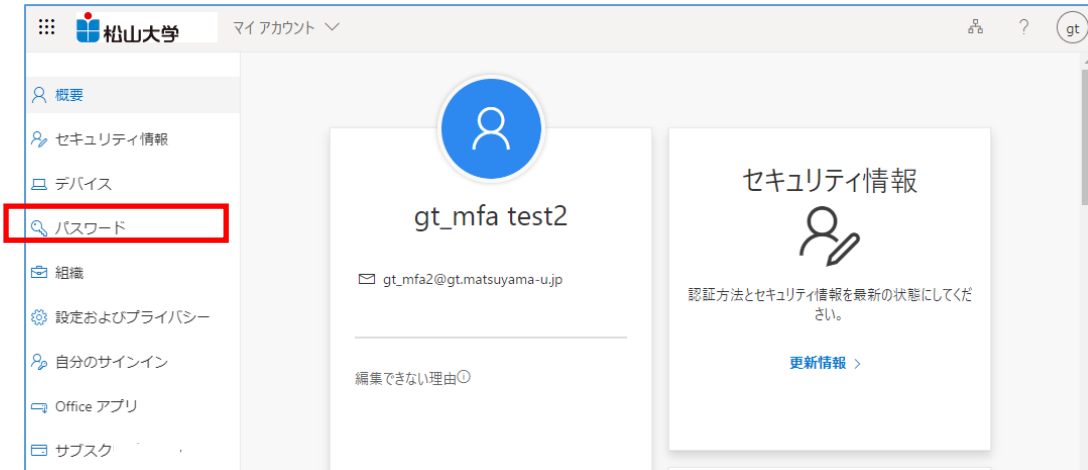 松山大学
マイ アカウント
?
gt
概要
セキュリティ情報
デバイス
パスワード
組織
設定およびプライバシー
自分のサインイン
Office アプリ
サブスク
gt_mfa test2
gt_mfa2@gt.matsuyama-u.jp
編集できない理由
セキュリティ情報
認証方法とセキュリティ情報を最新の状態にしてくだ
さい。
更新情報 >